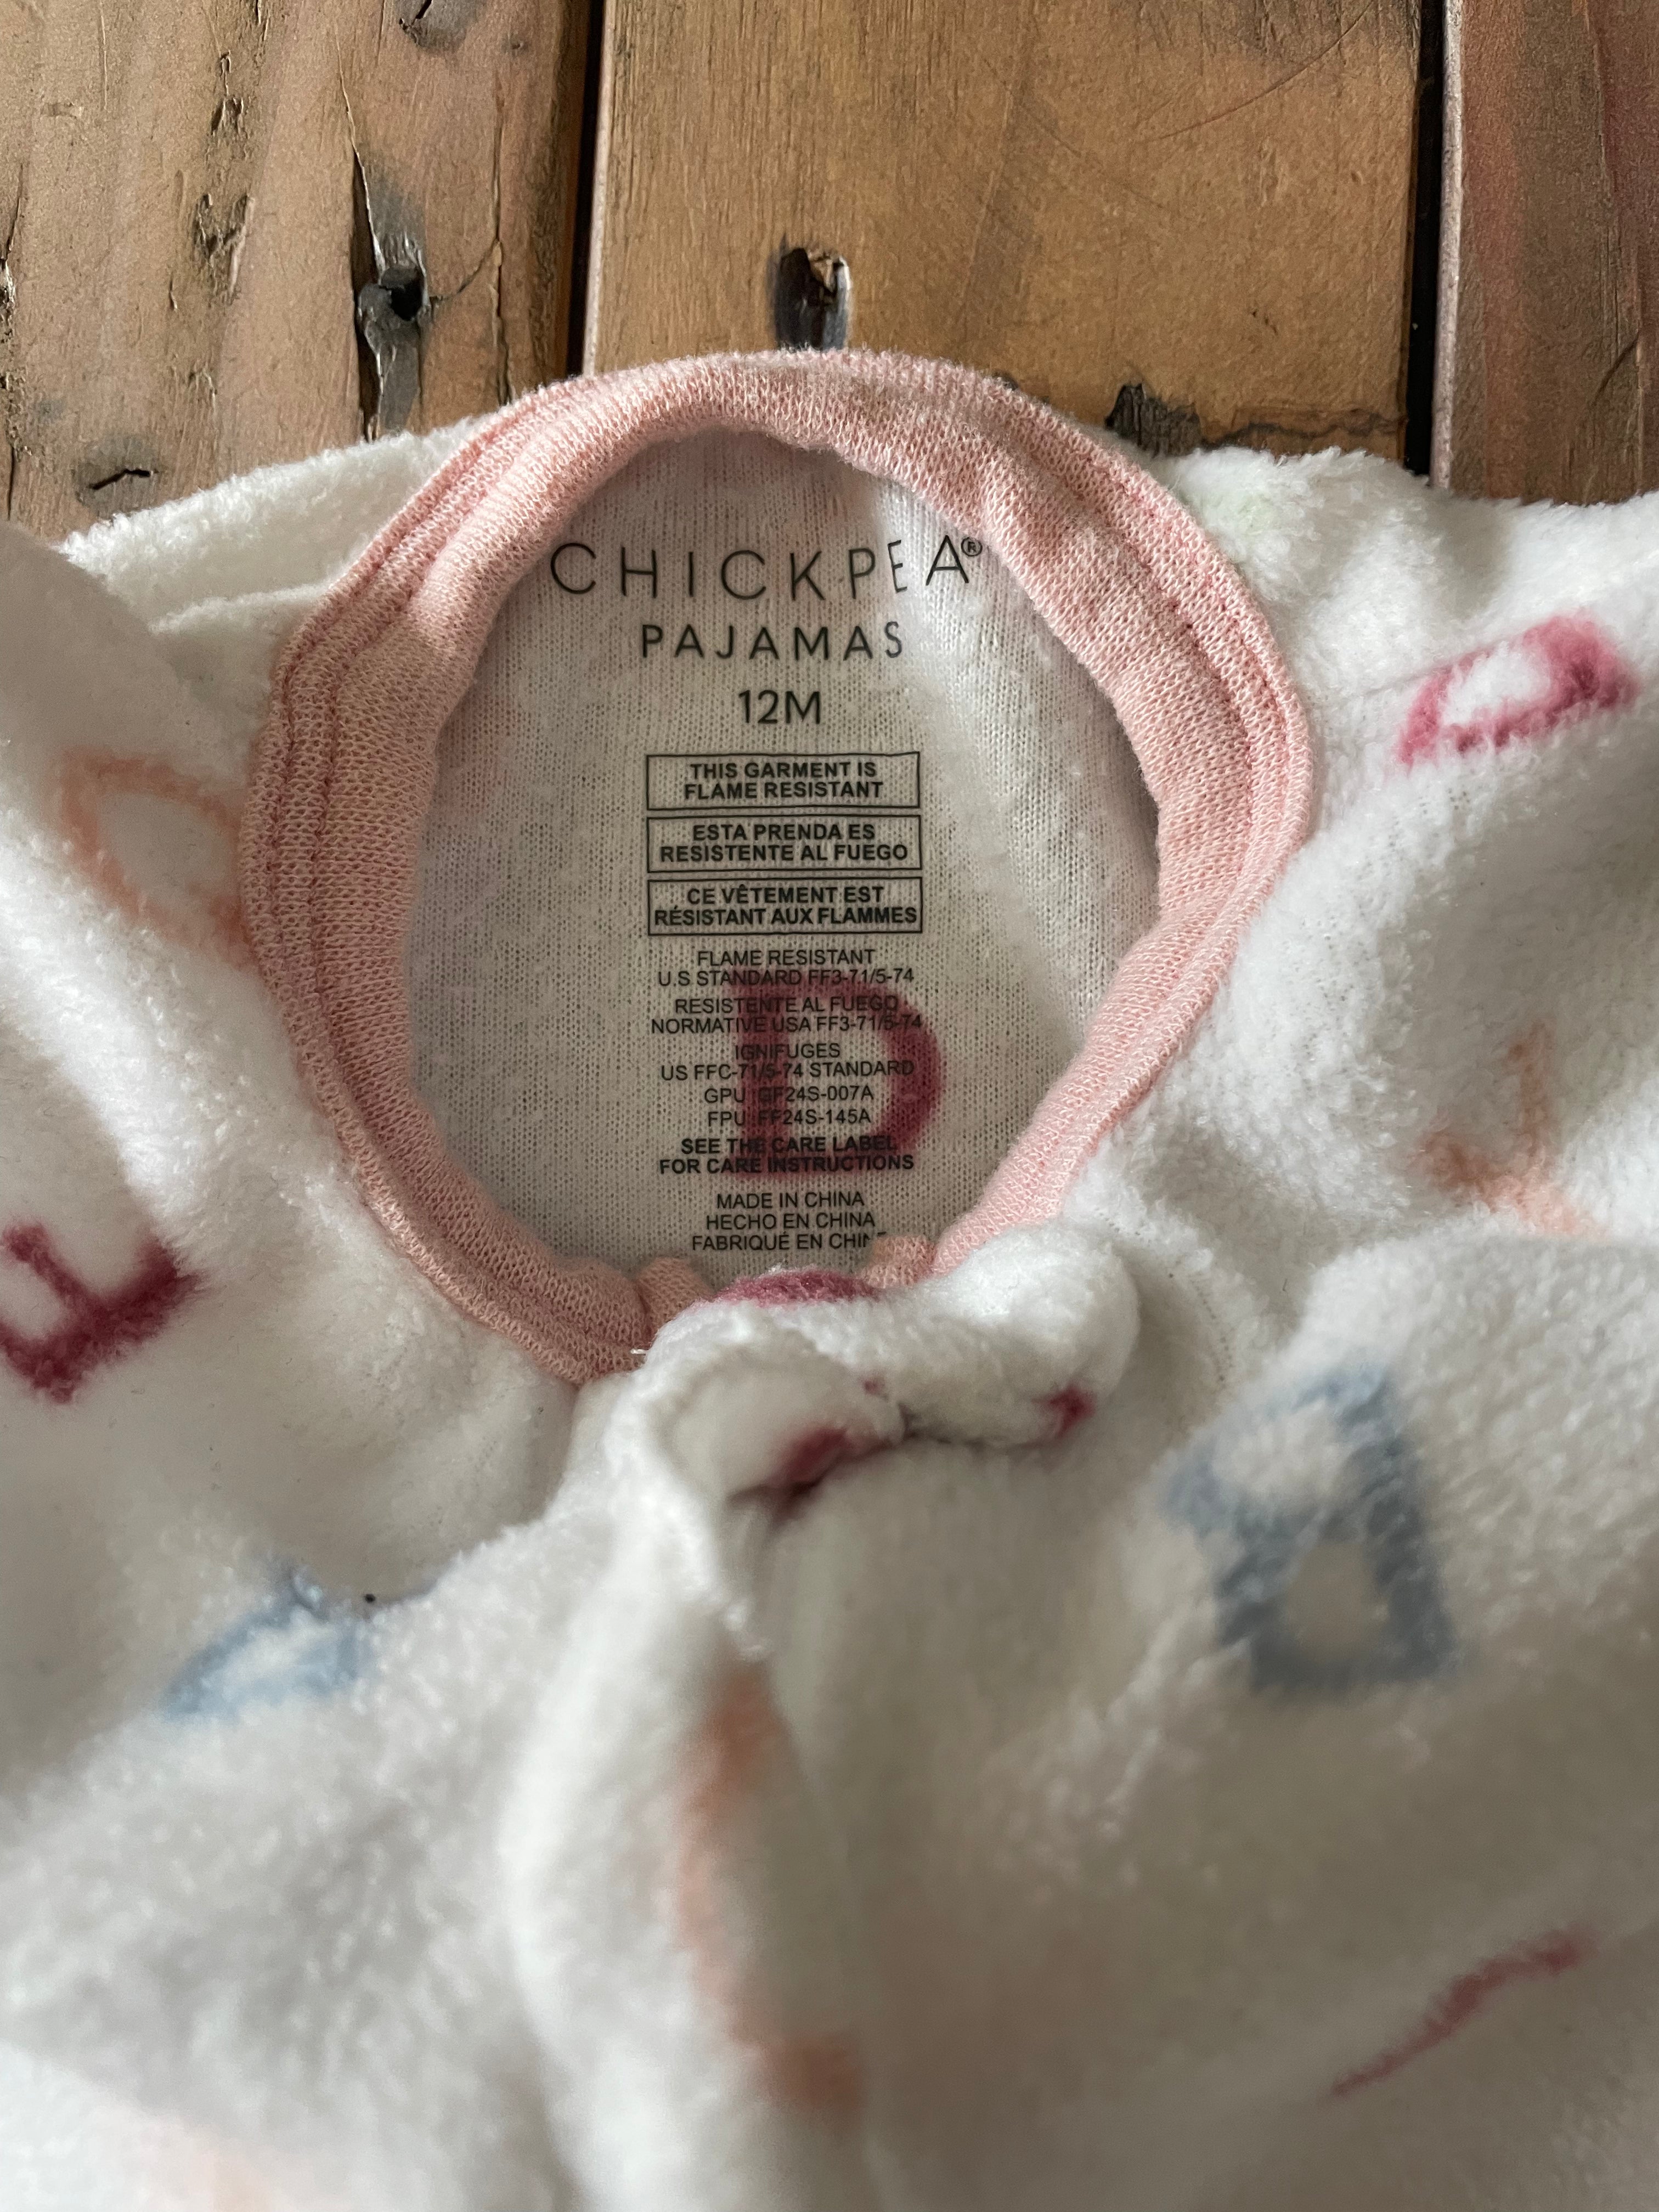 CHICKPEA®
PAJAMAS
12M
THIS GARMENT IS
FLAME RESISTANT
ESTA PRENDA ES
RESISTENTE AL FUEGO
CE VÊTEMENT EST
RÉSISTANT AUX FLAMMES
FLAME RESISTANT
U.S STANDARD FF3-71/5-74
RESISTENTE AL FUEGO
NORMATIVE USA FF3-71/5-74
IGNIFUGES
US FFC-71/5-74 STANDARD
GPU GF24S-007A
FPU FF24S-145A
SEE THE CARE LABEL
FOR CARE INSTRUCTIONS
MADE IN CHINA
HECHO EN CHINA
FABRIQUÉ EN